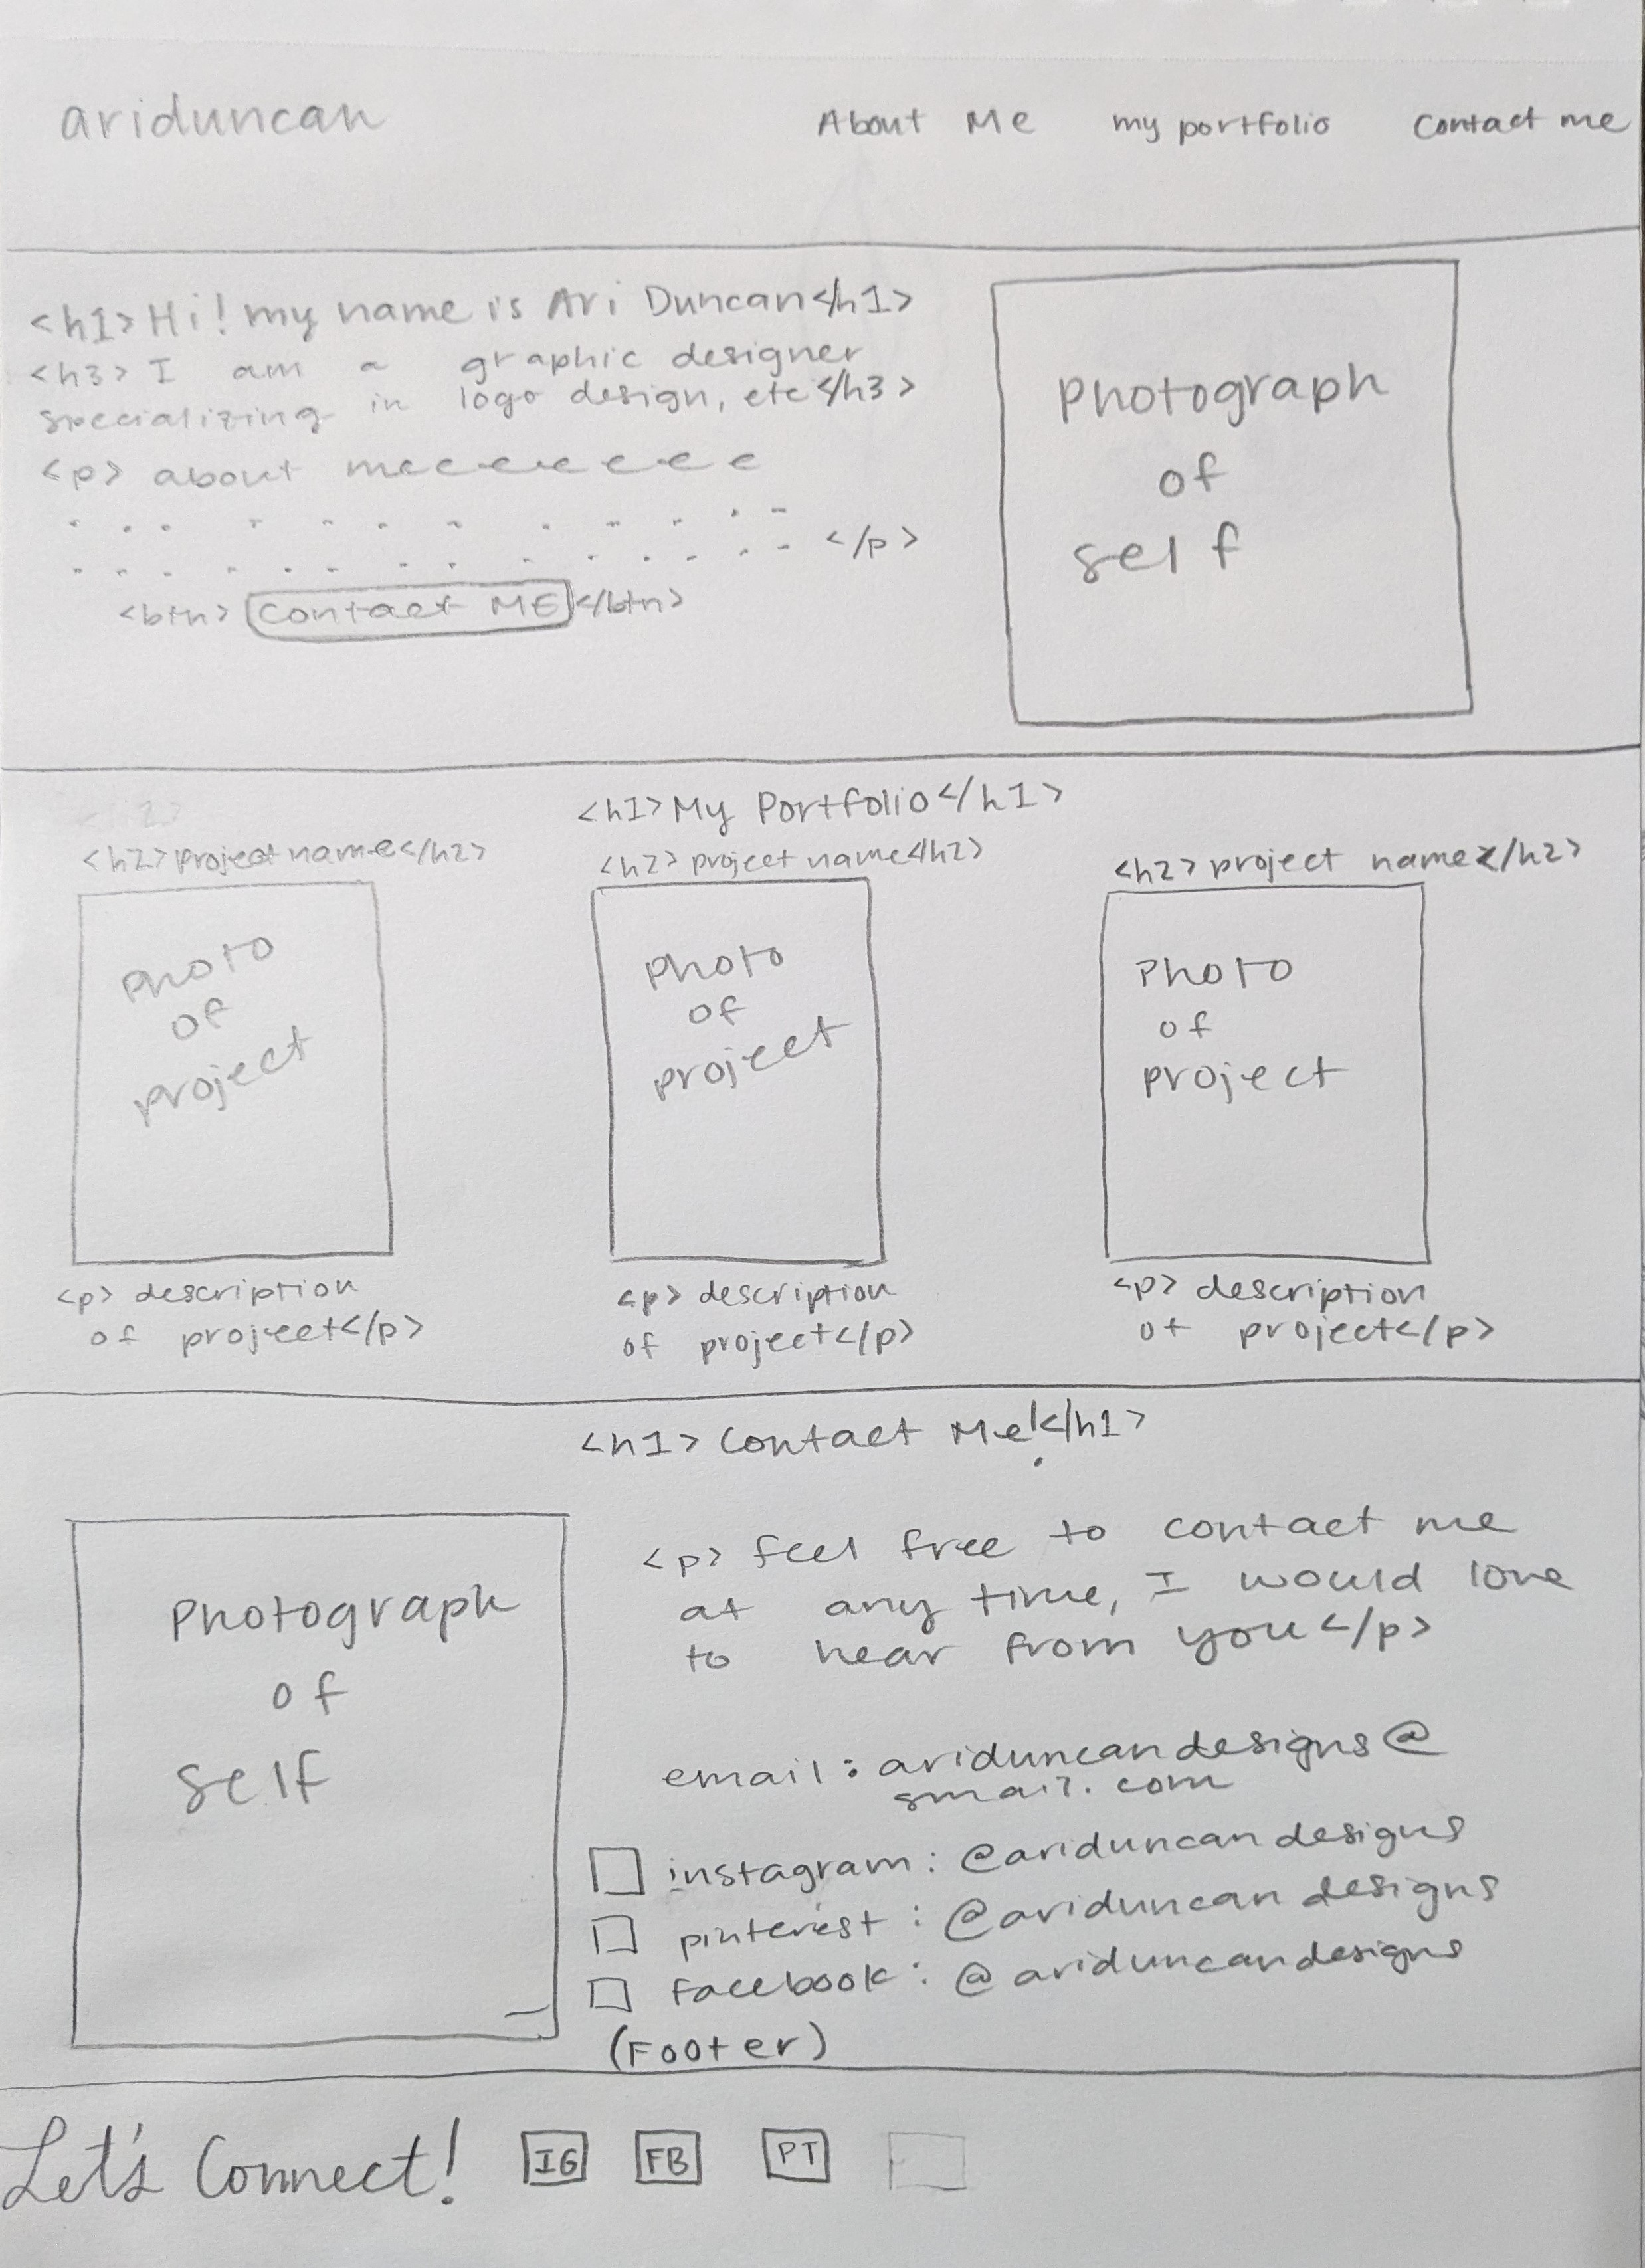 ariduncan
About Me my portfolio Contact me
<h1>Hi! my name is Ari Duncan</h1>
<h3>I am a graphic designer
specializing in logo design, etc</h3>
<p> about meeeeeeee
</p>
<btn> Contact ME </btn>
Photograph
of
self
<h1>My Portfolio</h1>
<h2>project name</h2>
Photo
of
project
<p> description
of project</p>
<h2>project name</h2>
Photo
of
project
<p> description
of project</p>
<h2>project name</h2>
Photo
of
project
<p> description
of project</p>
<h1>Contact Me!</h1>
Photograph
of
self
<p> feel free to contact me
at any time, I would love
to hear from you</p>
email: ariduncandesigns@
gmail.com
instagram: @ariduncandesigns
pinterest: @ariduncandesigns
facebook: @ariduncandesigns
(Footer)
Let's Connect! IG FB PT